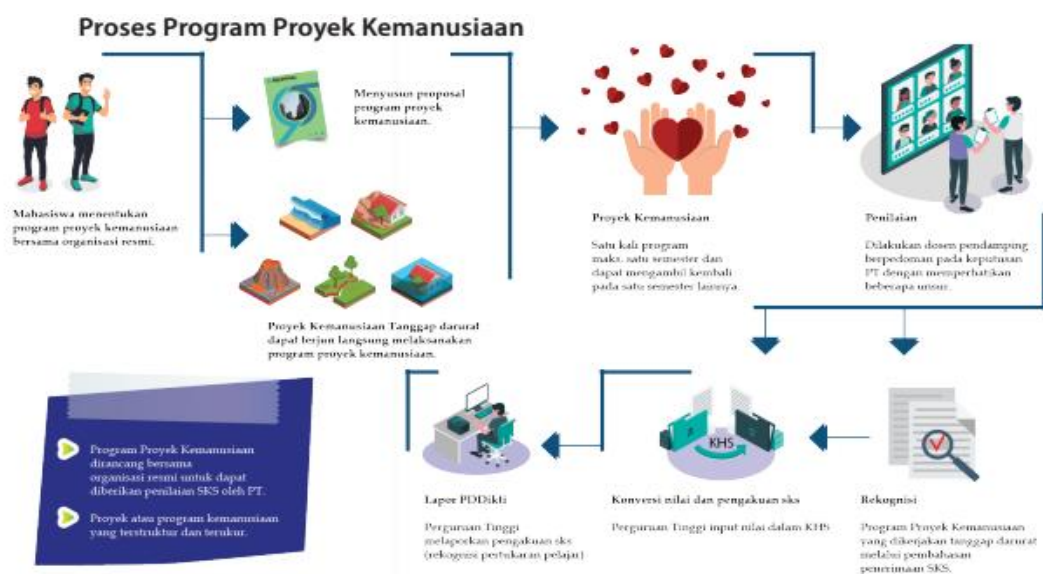 Proses Program Proyek Kemanusiaan
Menyusun proposal
program proyek
kemanusiaan.
Mahasiswa menentukan
program proyek kemanusiaan
bersama organisasi resmi.
Proyek Kemanusiaan Tanggap darurat
dapat terjun langsung melaksanakan
program proyek kemanusiaan.
Proyek Kemanusiaan
Satu kali program
maks. satu semester dan
dapat mengambil kembali
pada satu semester lainnya.
Penilaian
Dilakukan dosen pendamping
berpedoman pada keputusan
PT dengan memperhatikan
beberapa unsur.
Rekognisi
Program Proyek Kemanusiaan
yang dikerjakan tanggap darurat
melalui pembahasan
penerimaan SKS.
KHS
Konversi nilai dan pengakuan sks
Perguruan Tinggi input nilai dalam KHS
Lapor PDDikti
Perguruan Tinggi
melaporkan pengakuan sks
(rekognisi pertukaran pelajar)
Program Proyek Kemanusiaan
dirancang bersama
organisasi resmi untuk dapat
diberikan penilaian SKS oleh PT.
Proyek atau program kemanusiaan
yang terstruktur dan terukur.